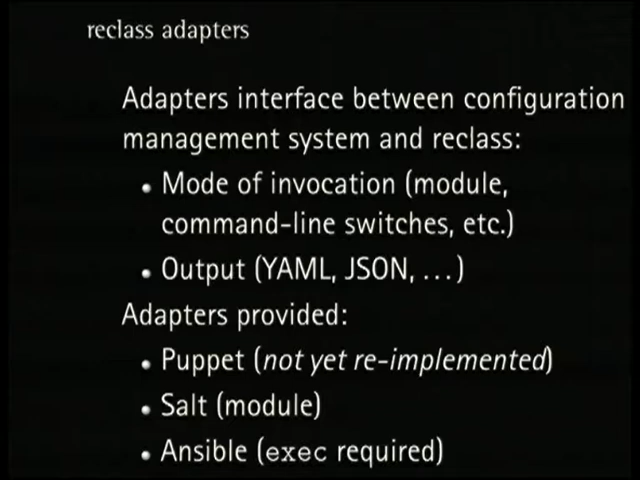 reclass adapters
Adapters interface between configuration
management system and reclass:
• Mode of invocation (module,
command-line switches, etc.)
• Output (YAML, JSON, ...)
Adapters provided:
• Puppet (not yet re-implemented)
• Salt (module)
• Ansible (exec required)